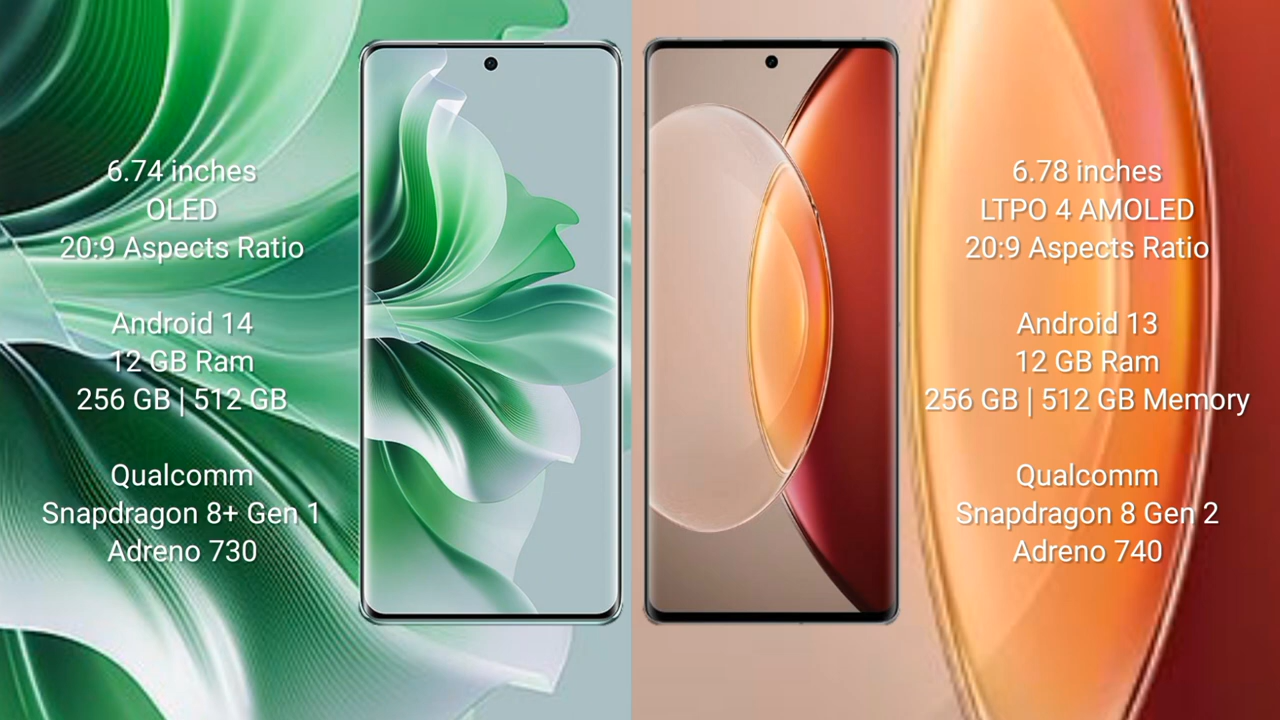 6.74 inches
OLED
20:9 Aspects Ratio
Android 14
12 GB Ram
256 GB | 512 GB
Qualcomm
Snapdragon 8+ Gen 1
Adreno 730
6.78 inches
LTPO 4 AMOLED
20:9 Aspects Ratio
Android 13
12 GB Ram
256 GB | 512 GB Memory
Qualcomm
Snapdragon 8 Gen 2
Adreno 740